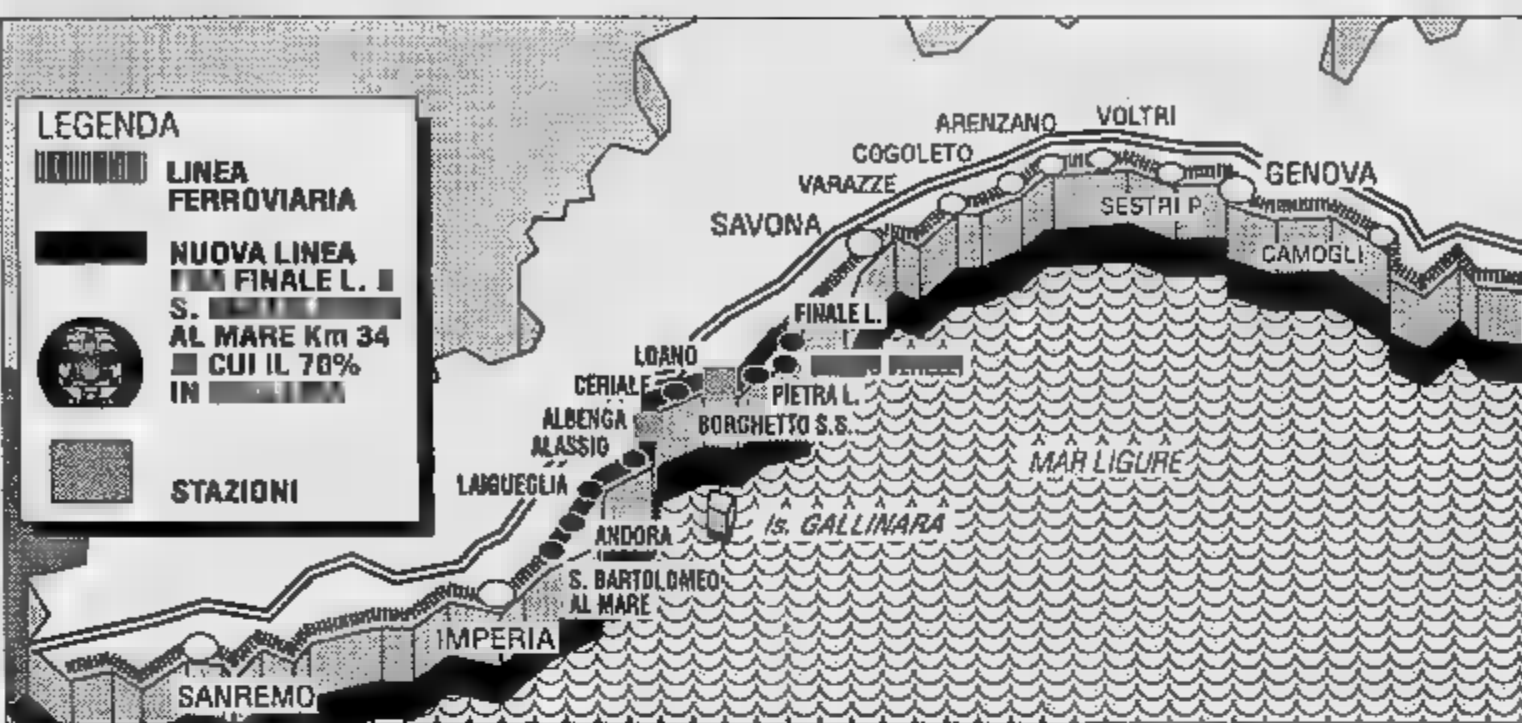 LEGENDA
LINEA
FERROVIARIA
NUOVA LINEA
FINALE L.
S.
AL MARE Km 34
CUI IL 70%
IN
STAZIONI
ARENZANO
VOLTRI
COGOLETO
VARAZZE
GENOVA
SAVONA
SESTRI P.
CAMOGLI
FINALE L.
LOANO
CERIALE
PIETRA L.
ALBENGA
BORGHETTO S.S.
ALASSIO
MAR LIGURE
LAIGUEGLIA
Is. GALLINARA
ANDORA
S. BARTOLOMEO
AL MARE
IMPERIA
SANREMO